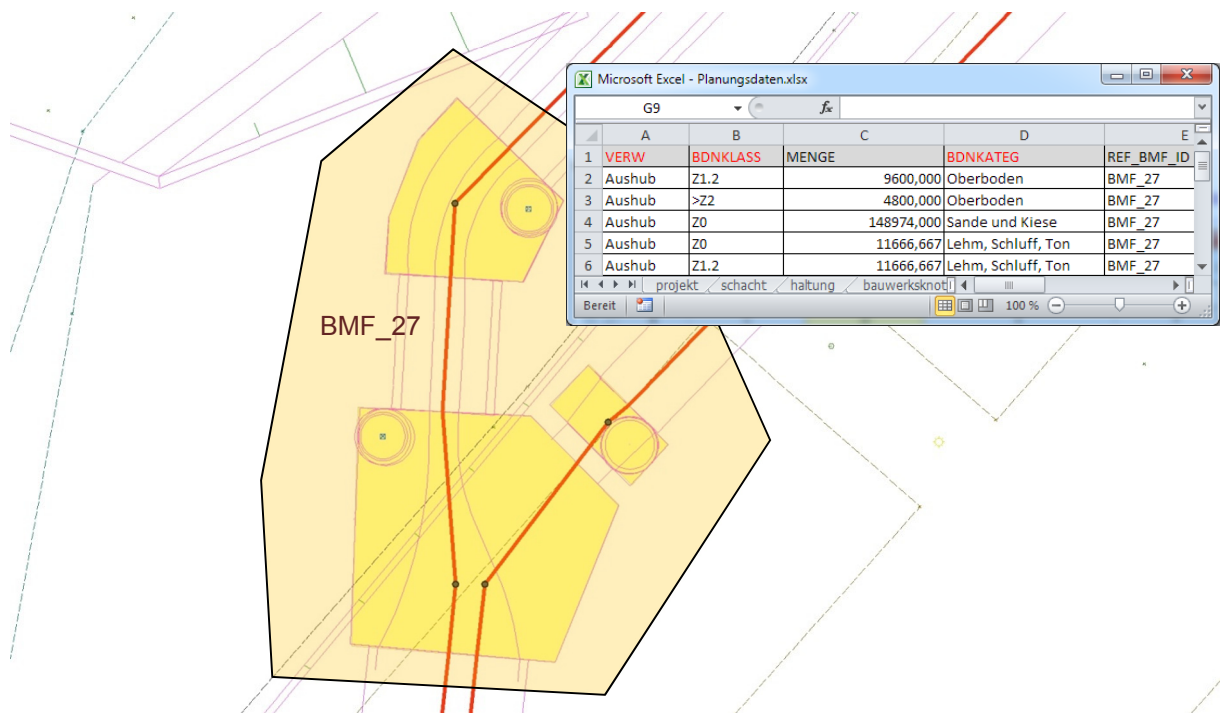 Microsoft Excel - Planungsdaten.xlsx
G9 fx
A B C D E
1 VERW BDNKLASS MENGE BDNKATEG REF_BMF_ID
2 Aushub Z1.2 9600,000 Oberboden BMF_27
3 Aushub >Z2 4800,000 Oberboden BMF_27
4 Aushub Z0 148974,000 Sande und Kiese BMF_27
5 Aushub Z0 11666,667 Lehm, Schluff, Ton BMF_27
6 Aushub Z1.2 11666,667 Lehm, Schluff, Ton BMF_27
projekt schacht haltung bauwerksknot
Bereit 100 %
BMF_27